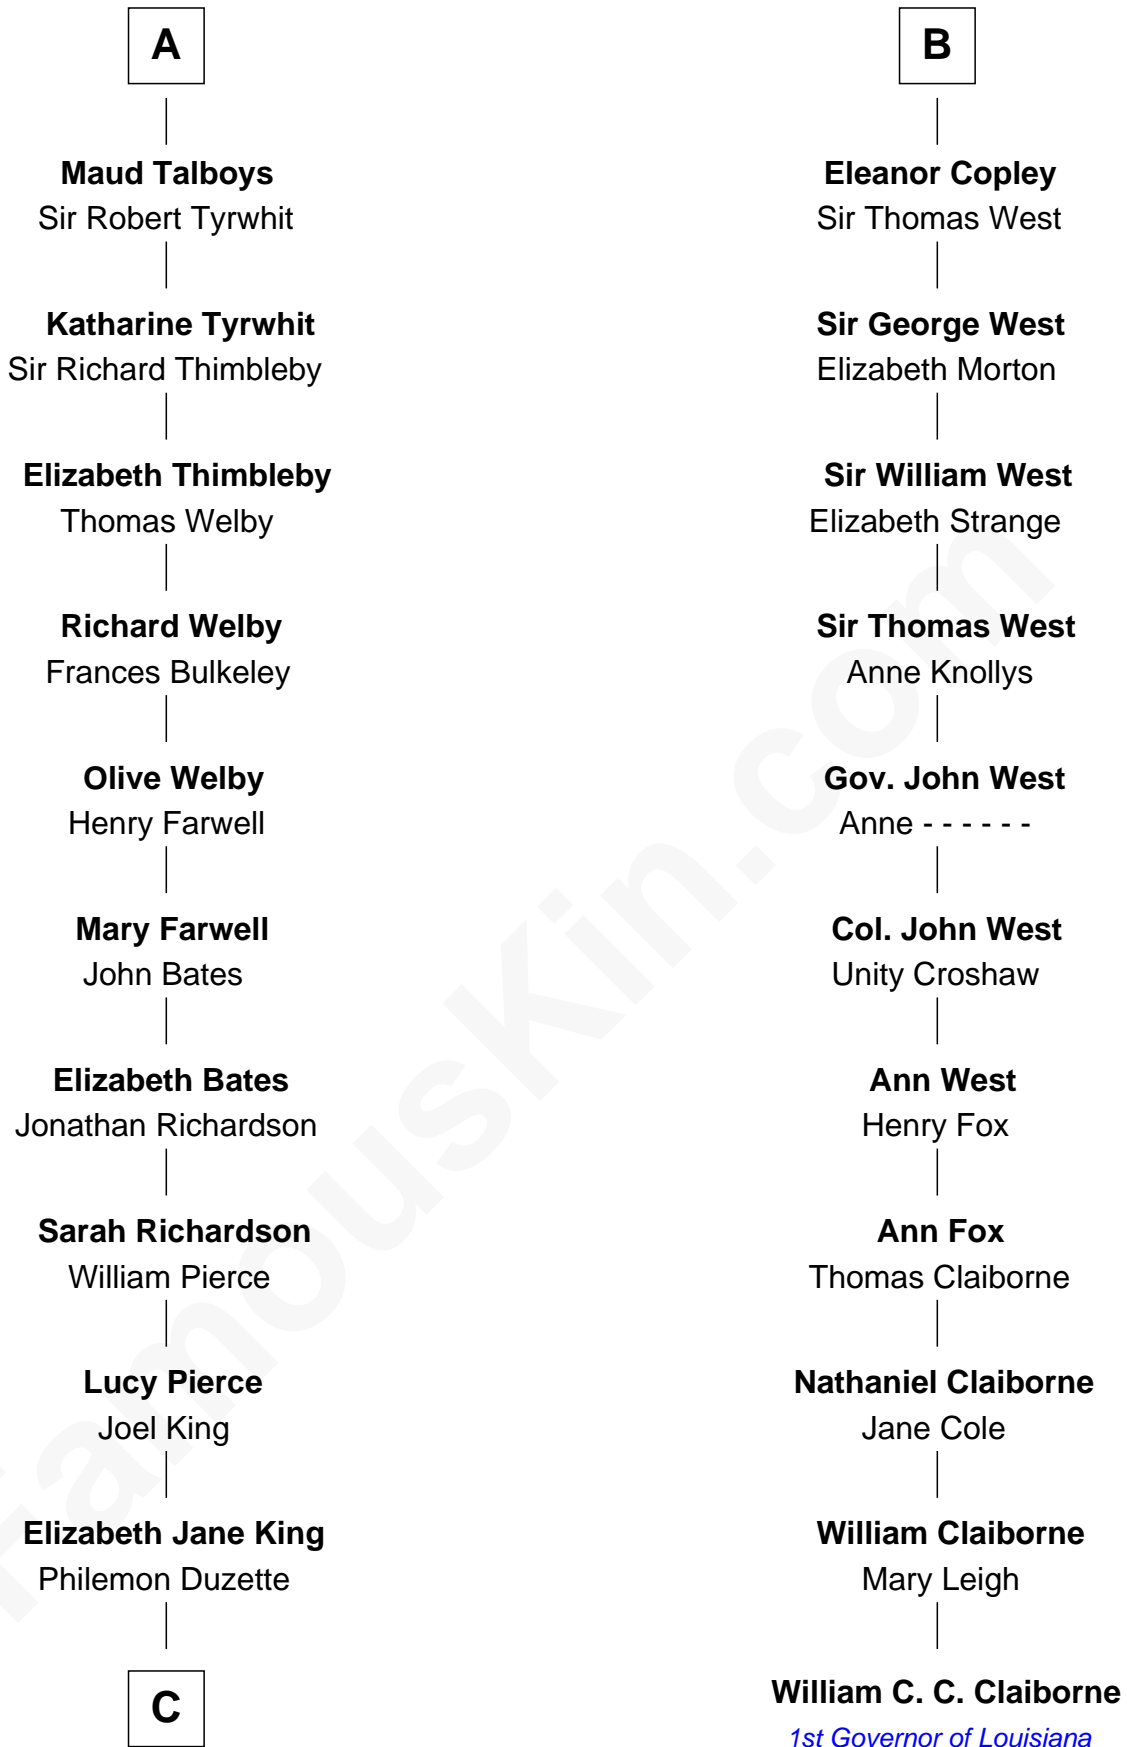 A
Maud Talboys
Sir Robert Tyrwhit
Katharine Tyrwhit
Sir Richard Thimbleby
Elizabeth Thimbleby
Thomas Welby
Richard Welby
Frances Bulkeley
Olive Welby
Henry Farwell
Mary Farwell
John Bates
Elizabeth Bates
Jonathan Richardson
Sarah Richardson
William Pierce
Lucy Pierce
Joel King
Elizabeth Jane King
Philemon Duzette
C
B
Eleanor Copley
Sir Thomas West
Sir George West
Elizabeth Morton
Sir William West
Elizabeth Strange
Sir Thomas West
Anne Knollys
Gov. John West
Anne - - - - - -
Col. John West
Unity Croshaw
Ann West
Henry Fox
Ann Fox
Thomas Claiborne
Nathaniel Claiborne
Jane Cole
William Claiborne
Mary Leigh
William C. C. Claiborne
1st Governor of Louisiana
FamousKin.com